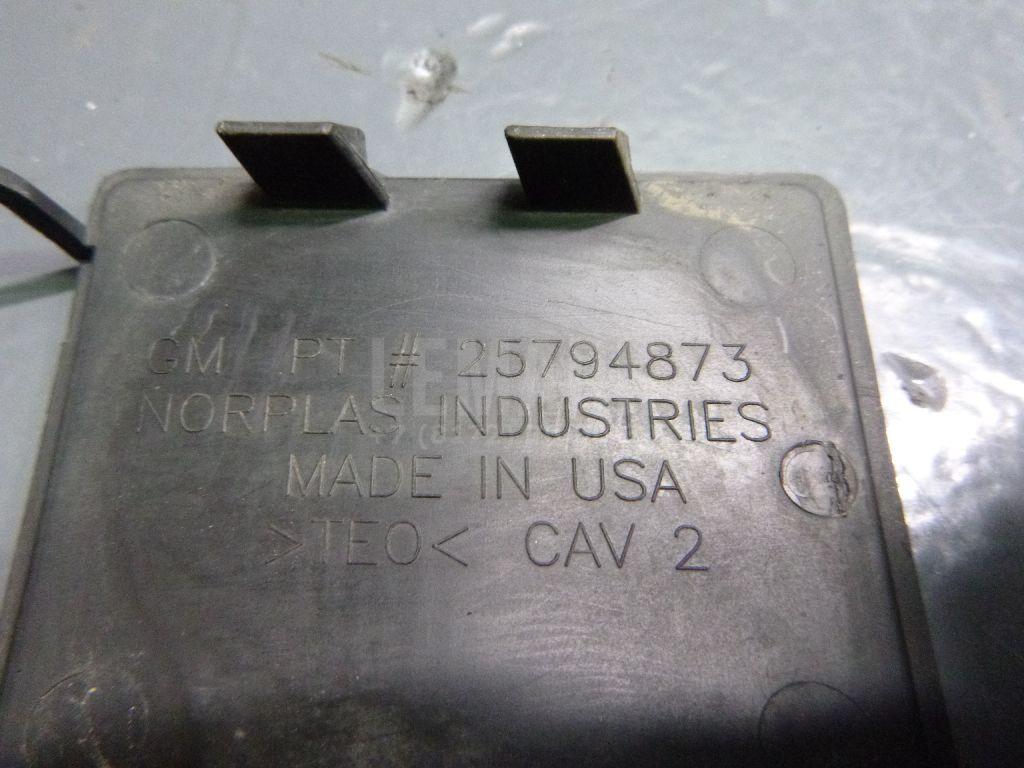 GM PT # 25794873
NORPLAS INDUSTRIES
MADE IN USA
>TEO< CAV 2